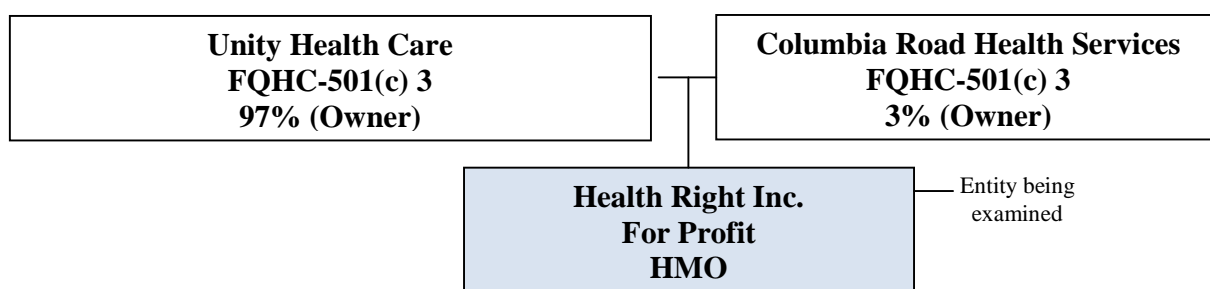 Unity Health Care
FQHC-501(c) 3
97% (Owner)
Columbia Road Health Services
FQHC-501(c) 3
3% (Owner)
Health Right Inc.
For Profit
HMO
Entity being
examined